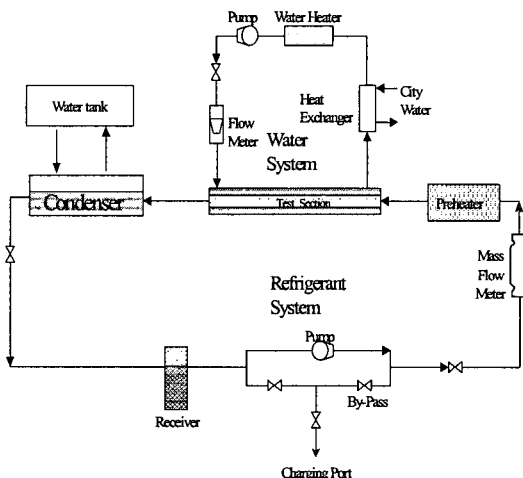 Pump
Water Heater
Water tank
Flow
Meter
Heat
Exchanger
City
Water
Water
System
Condenser
Test Section
Preheater
Mass
Flow
Meter
Refrigerant
System
Pump
By-Pass
Receiver
Charging Port